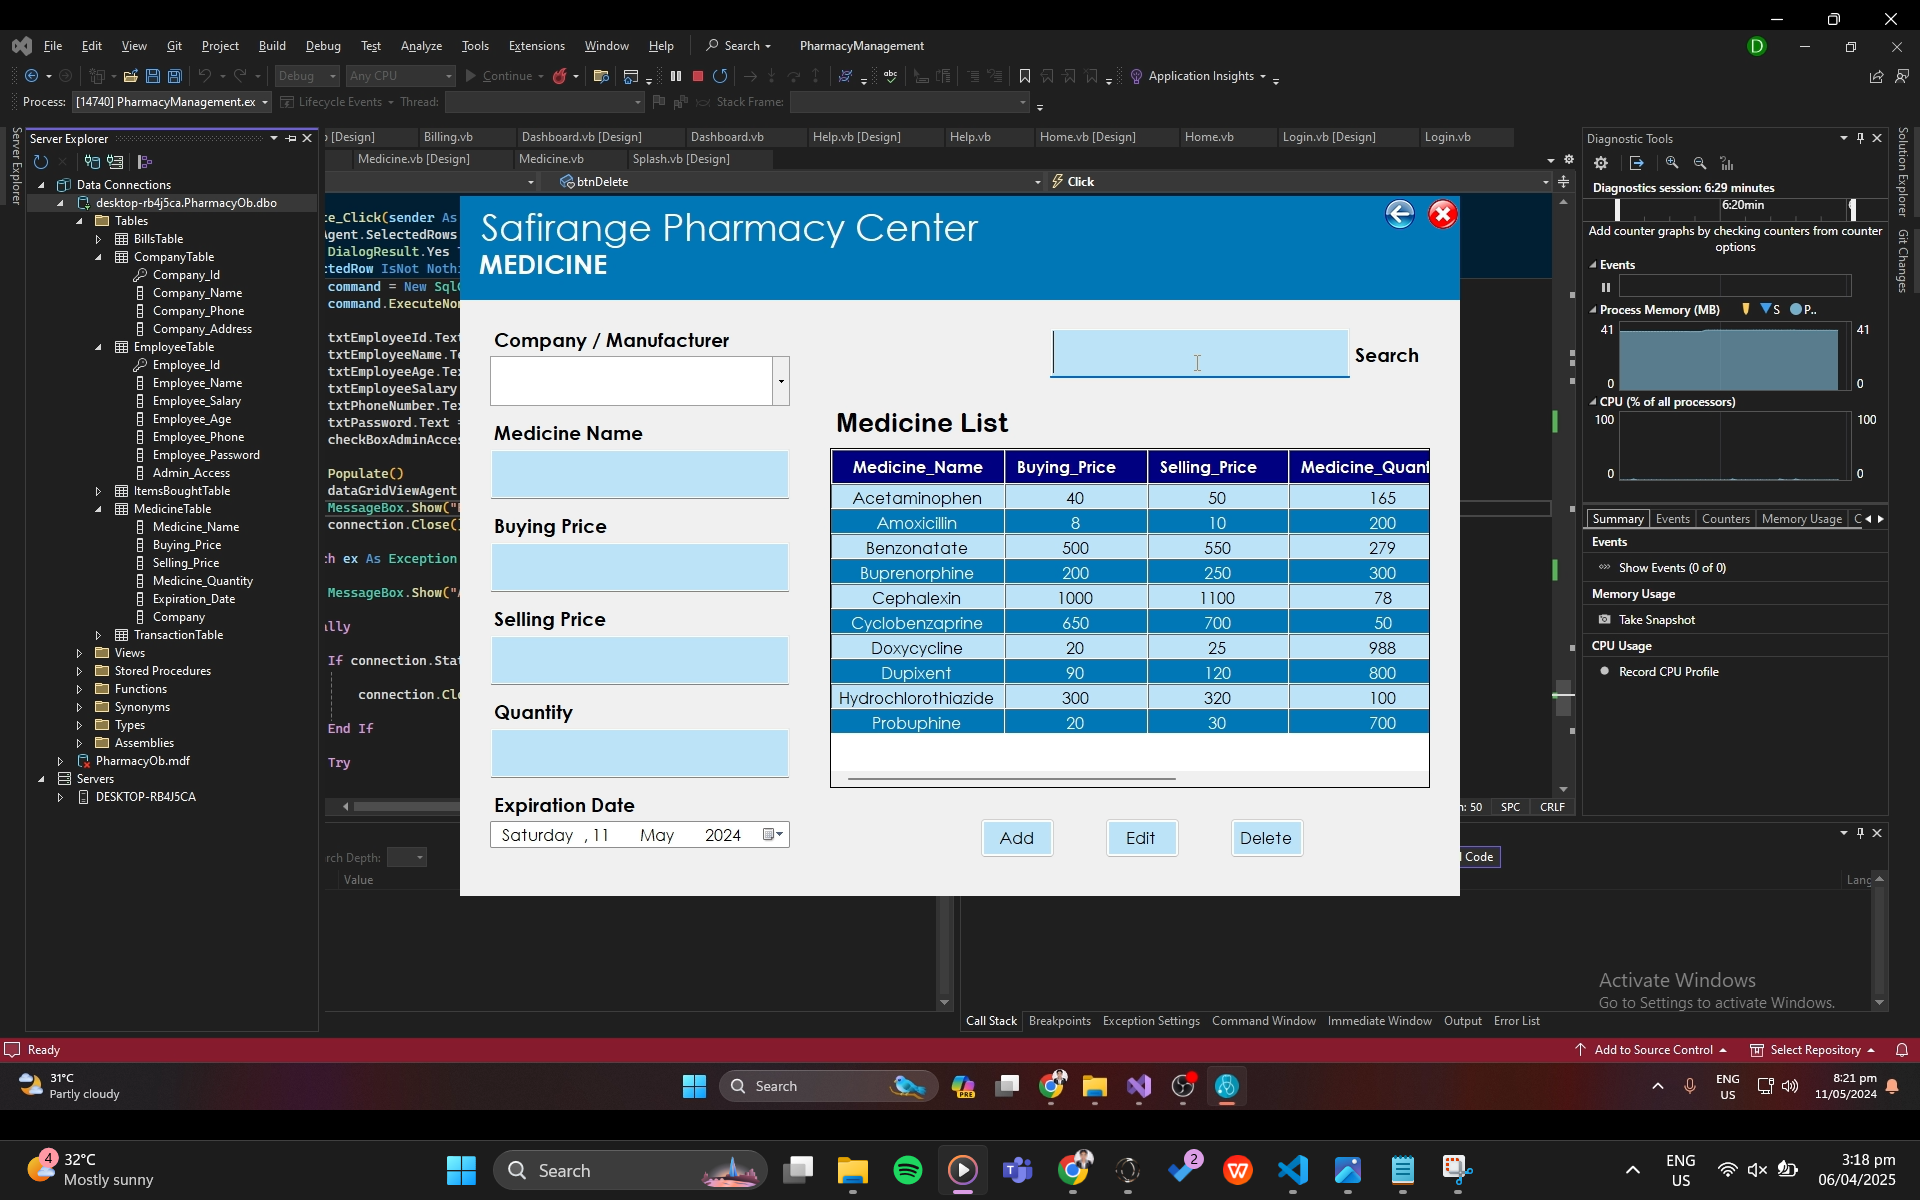 File Edit View Git Project Build Debug Test Analyze Tools Extensions Window Help Search PharmacyManagement D
Debug Any CPU Continue Application Insights
Process: [14740] PharmacyManagement.ex Lifecycle Events Thread: Stack Frame:
Server Explorer
Server Explorer
Data Connections
desktop-rb4j5ca.PharmacyOb.dbo
Tables
BillsTable
CompanyTable
Company_Id
Company_Name
Company_Phone
Company_Address
EmployeeTable
Employee_Id
Employee_Name
Employee_Salary
Employee_Age
Employee_Phone
Employee_Password
Admin_Access
ItemsBoughtTable
MedicineTable
Medicine_Name
Buying_Price
Selling_Price
Medicine_Quantity
Expiration_Date
Company
TransactionTable
Views
Stored Procedures
Functions
Synonyms
Types
Assemblies
PharmacyOb.mdf
Servers
DESKTOP-RB4J5CA
[Design] Billing.vb Dashboard.vb [Design] Dashboard.vb Help.vb [Design] Help.vb Home.vb [Design] Home.vb Login.vb [Design] Login.vb
Medicine.vb [Design] Medicine.vb Splash.vb [Design]
btnDelete Click
te_Click(sender As
Agent.SelectedRows
DialogResult.Yes
ctedRow IsNot Noth
command = New Sql
command.ExecuteNo
txtEmployeeId.Text
txtEmployeeName.Te
txtEmployeeAge.Tex
txtEmployeeSalary
txtPhoneNumber.Te
txtPassword.Text
checkBoxAdminAcces
Populate()
dataGridViewAgent
MessageBox.Show("
connection.Close(
ch ex As Exception
MessageBox.Show("
ally
If connection.Stat
connection.Clo
End If
Try
Safirange Pharmacy Center
MEDICINE
Company / Manufacturer
Medicine Name
Buying Price
Selling Price
Quantity
Expiration Date
Saturday , 11 May 2024
Search
Medicine List
Medicine_Name Buying_Price Selling_Price Medicine_Quant
Acetaminophen 40 50 165
Amoxicillin 8 10 200
Benzonatate 500 550 279
Buprenorphine 200 250 300
Cephalexin 1000 1100 78
Cyclobenzaprine 650 700 50
Doxycycline 20 25 988
Dupixent 90 120 800
Hydrochlorothiazide 300 320 100
Probuphine 20 30 700
Add Edit Delete
: 50 SPC CRLF
Diagnostic Tools
Diagnostics session: 6:29 minutes
6:20min
Add counter graphs by checking counters from counter
options
Events
Process Memory (MB) S P..
41 41
0 0
CPU (% of all processors)
100 100
0 0
Summary Events Counters Memory Usage C
Events
Show Events (0 of 0)
Memory Usage
Take Snapshot
CPU Usage
Record CPU Profile
Solution Explorer
Git Changes
rch Depth:
Value
Code
Lang
Activate Windows
Go to Settings to activate Windows.
Call Stack Breakpoints Exception Settings Command Window Immediate Window Output Error List
Ready Add to Source Control Select Repository
31°C
Partly cloudy
Search
PRE
ENG
US
8:21 pm
11/05/2024
4
32°C
Mostly sunny
Search
2
ENG
US
3:18 pm
06/04/2025